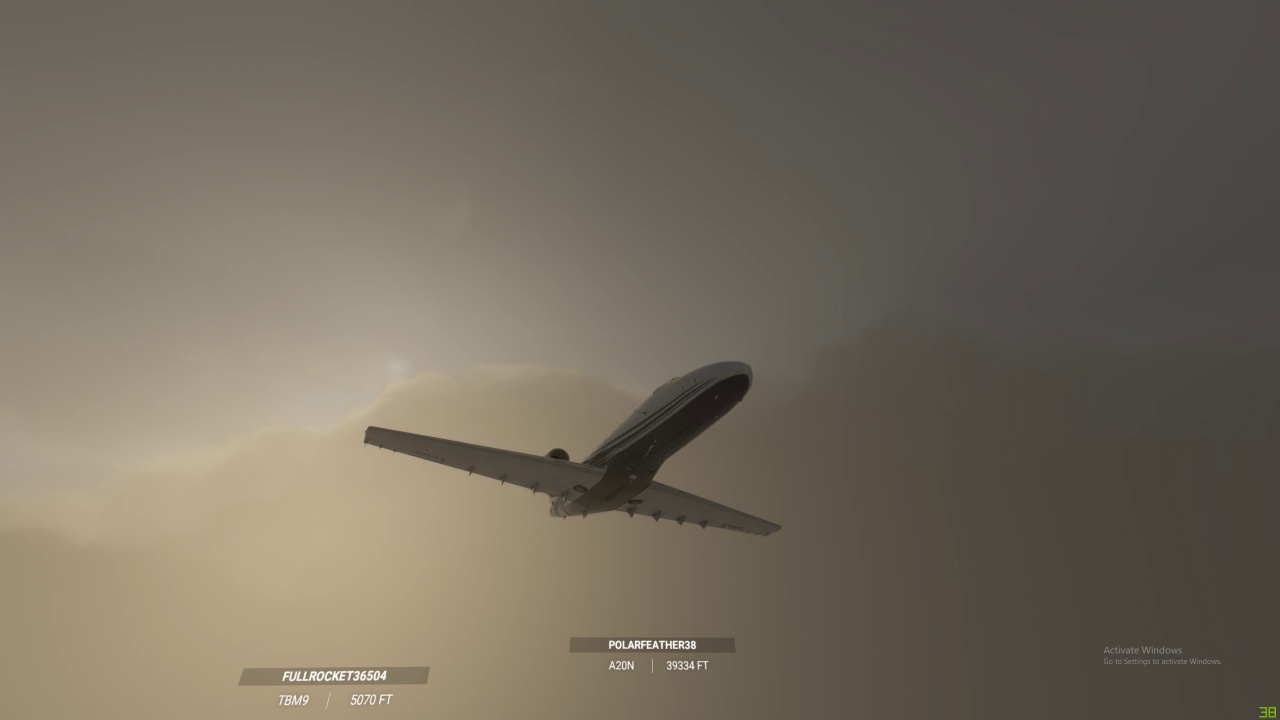 POLARFEATHER38
A20N | 39334 FT
FULLROCKET36504
TBM9 | 5070 FT
Activate Windows
Go to Settings to activate Windows.
38